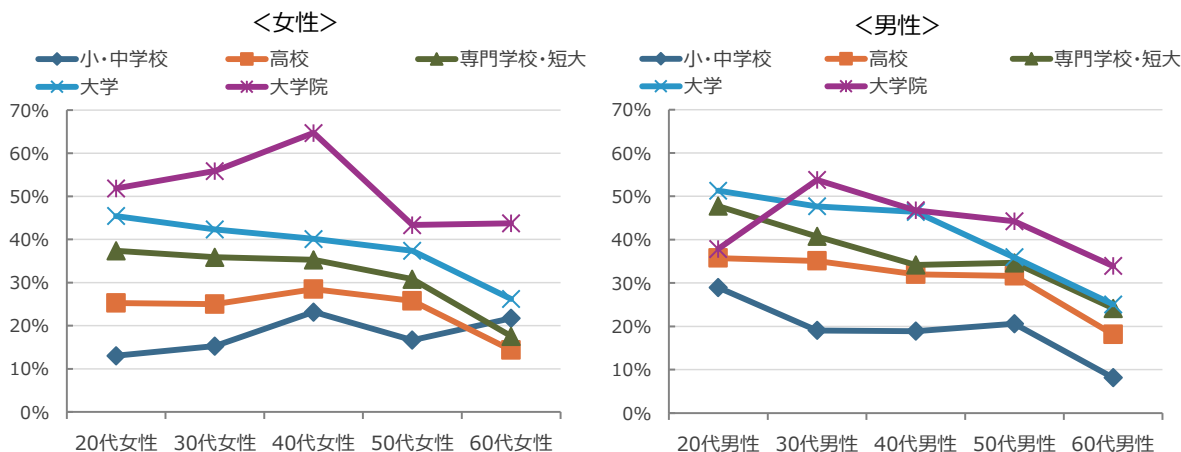 ＜女性＞
小・中学校 高校 専門学校・短大
大学 大学院
70%
60%
50%
40%
30%
20%
10%
0%
20代女性 30代女性 40代女性 50代女性 60代女性
＜男性＞
小・中学校 高校 専門学校・短大
大学 大学院
70%
60%
50%
40%
30%
20%
10%
0%
20代男性 30代男性 40代男性 50代男性 60代男性